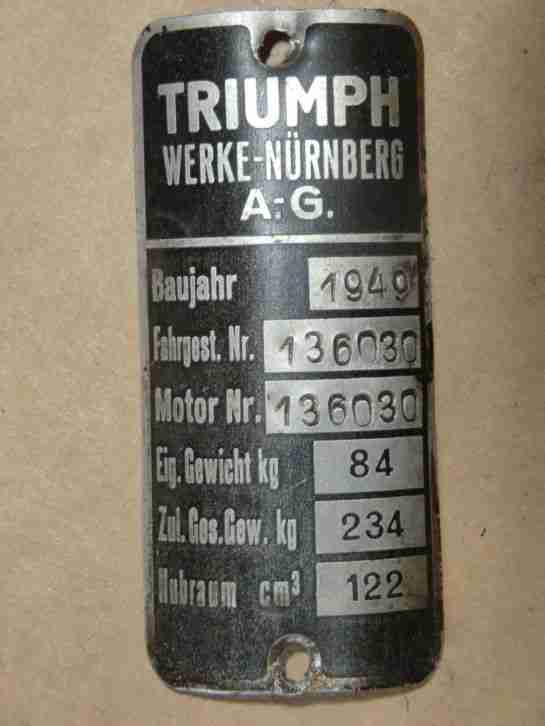 TRIUMPH
WERKE-NÜRNBERG
A.-G.
Baujahr 1949
Fahrgest. Nr. 136030
Motor Nr. 136030
Eig. Gewicht kg 84
Zul. Ges. Gew. kg 234
Hubraum cm³ 122